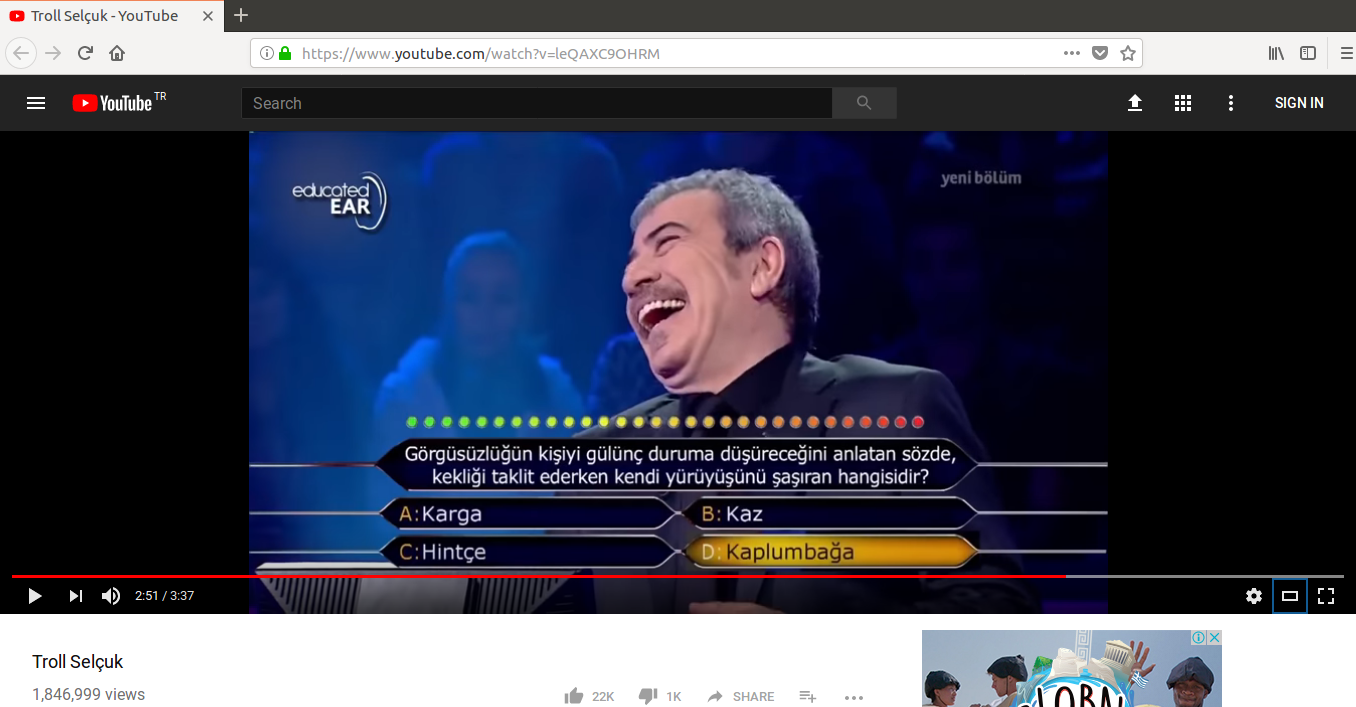 Troll Selçuk - YouTube
https://www.youtube.com/watch?v=leQAXC9OHRM
YouTube TR
Search
SIGN IN
educated
EAR
yeni bölüm
Görgüsüzlüğün kişiyi gülünç duruma düşüreceğini anlatan sözde,
kekliği taklit ederken kendi yürüyüşünü şaşıran hangisidir?
A:Karga
B:Kaz
C:Hintçe
D:Kaplumbağa
2:51 / 3:37
Troll Selçuk
1,846,999 views
22K
1K
SHARE